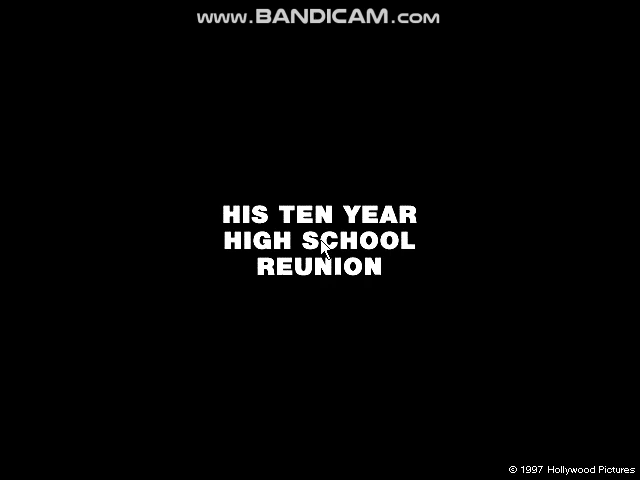 www.BANDICAM.com
HIS TEN YEAR
HIGH SCHOOL
REUNION
© 1997 Hollywood Pictures